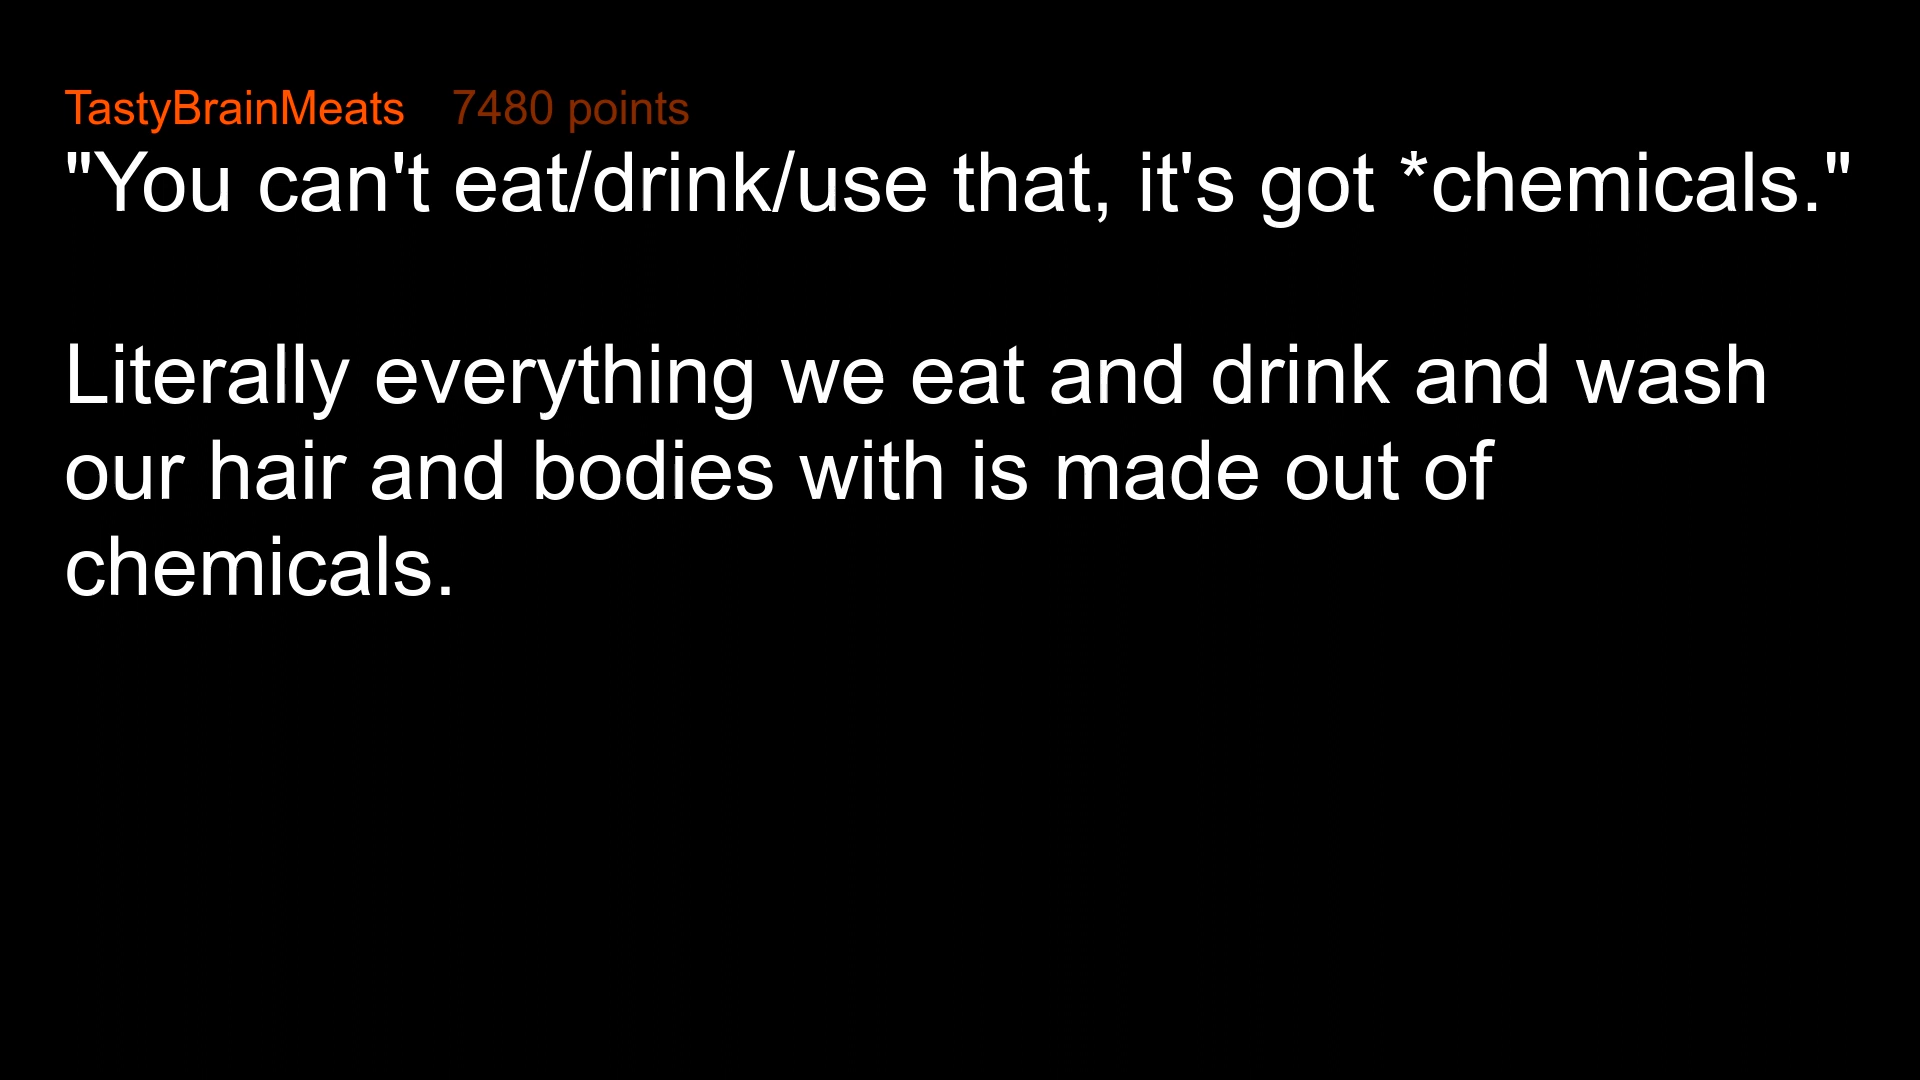 TastyBrainMeats 7480 points
"You can't eat/drink/use that, it's got *chemicals."
Literally everything we eat and drink and wash
our hair and bodies with is made out of
chemicals.